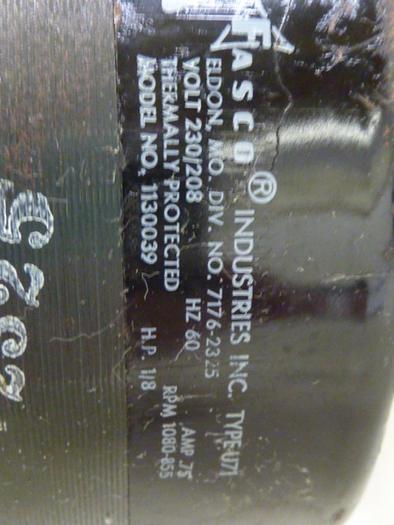 FASCO ® INDUSTRIES INC. TYPE U71
ELDON, MO. DIV. NO. 7176-2325
VOLT 230/208 HZ 60 AMP .75
THERMALLY PROTECTED RPM 1080-855
MODEL NO. 1130039 H.P. 1/8